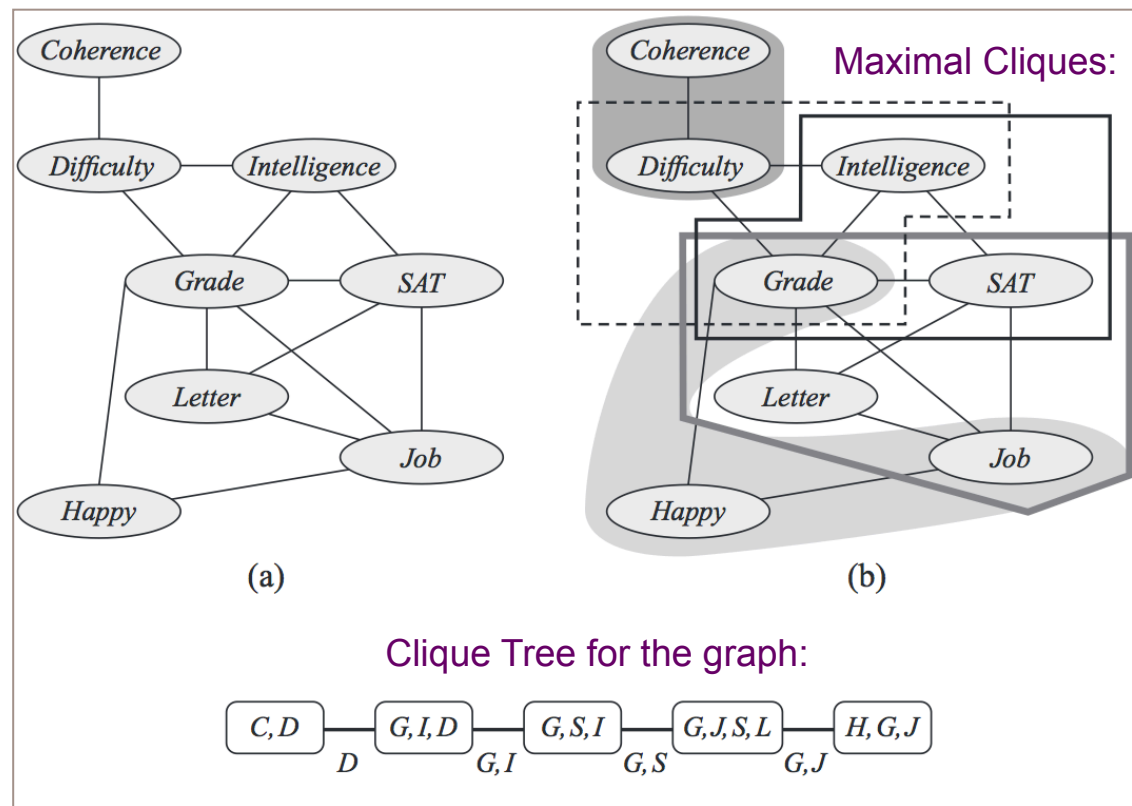 Coherence
Difficulty
Intelligence
Grade
SAT
Letter
Job
Happy
(a)
Maximal Cliques:
Coherence
Difficulty
Intelligence
Grade
SAT
Letter
Job
Happy
(b)
Clique Tree for the graph:
C, D G, I, D G, S, I G, J, S, L H, G, J
D G, I G, S G, J